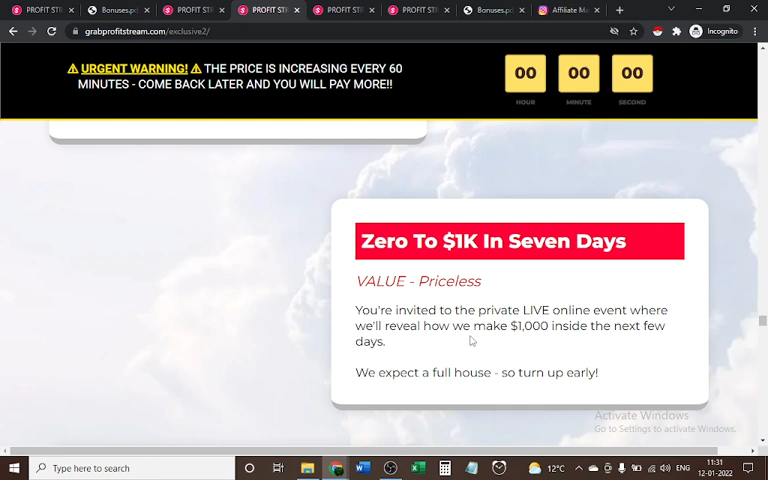 PROFIT STR
Bonuses.pd
PROFIT STR
PROFIT STR
PROFIT STR
PROFIT STR
Bonuses.pd
Affiliate Ma
grabprofitstream.com/exclusive2/
Incognito
⚠ URGENT WARNING! ⚠ THE PRICE IS INCREASING EVERY 60
MINUTES - COME BACK LATER AND YOU WILL PAY MORE!!
00 00 00
HOUR MINUTE SECOND
Zero To $1K In Seven Days
VALUE - Priceless
You're invited to the private LIVE online event where
we'll reveal how we make $1,000 inside the next few
days.
We expect a full house - so turn up early!
Activate Windows
Go to Settings to activate Windows.
Type here to search
12°C
ENG
11:31
12-01-2022